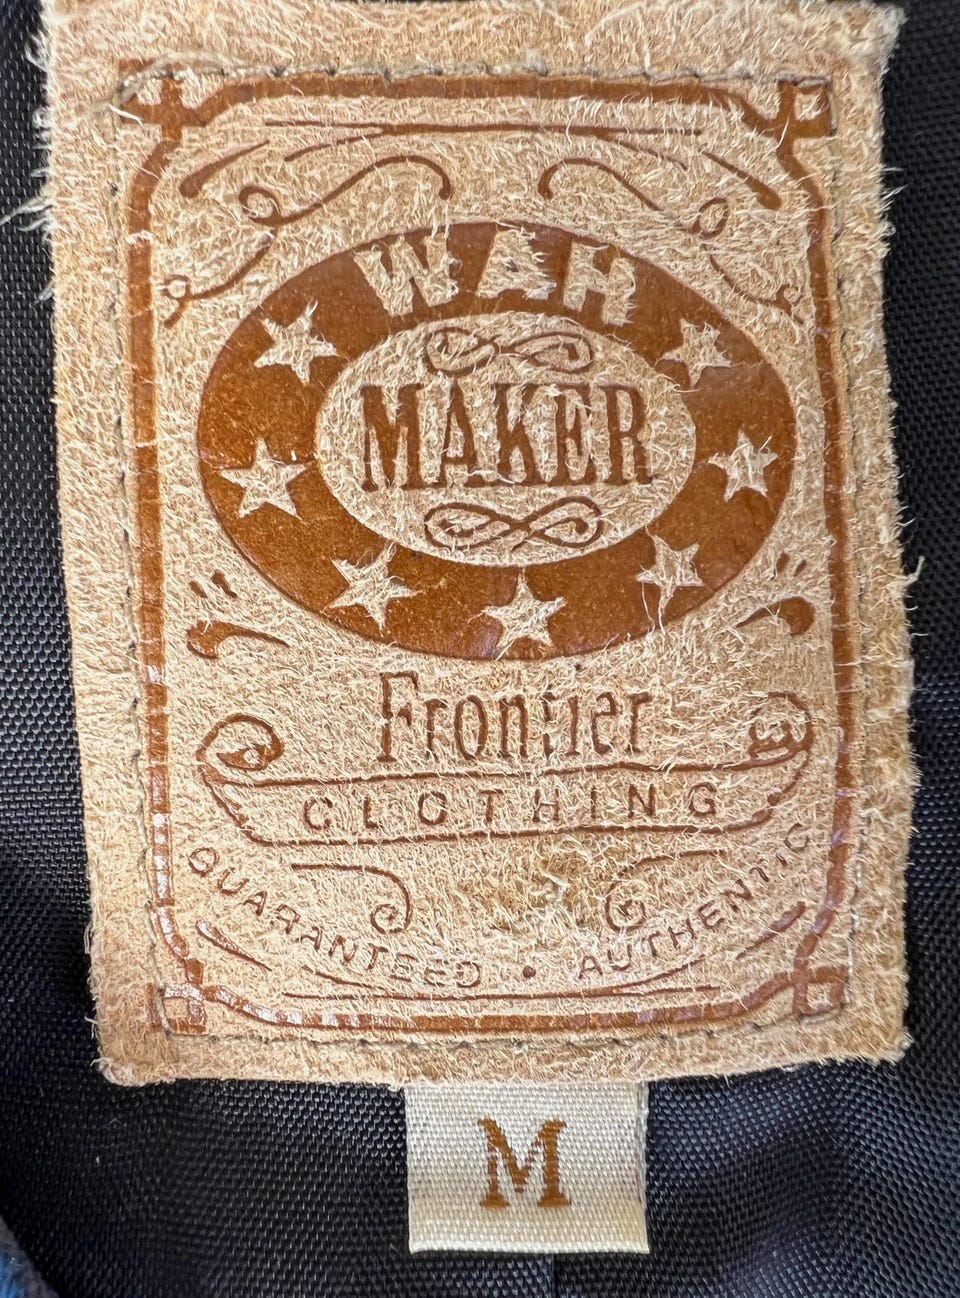 WAH
MAKER
Frontier
CLOTHING
GUARANTEED · AUTHENTIC
M